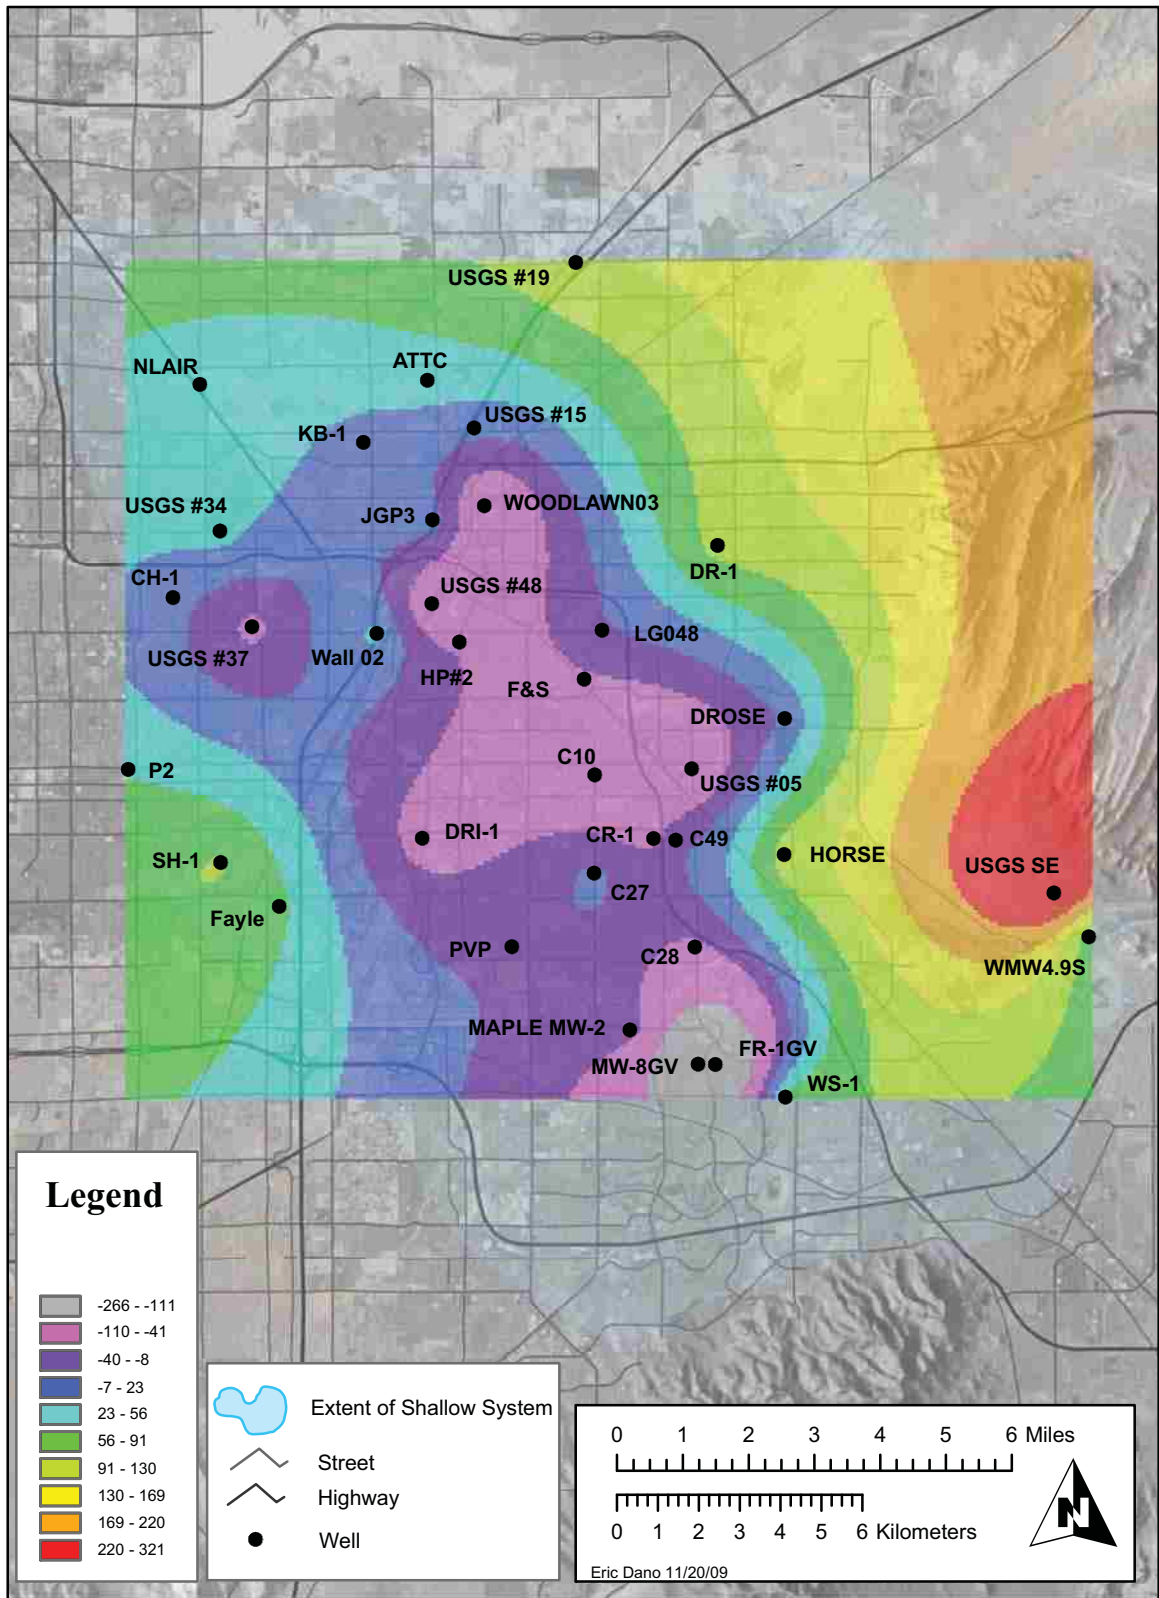 USGS #19
NLAIR
ATTC
USGS #15
KB-1
USGS #34
JGP3
WOODLAWN03
DR-1
CH-1
USGS #48
USGS #37
Wall 02
LG048
HP#2
F&S
DROSE
P2
C10
USGS #05
DRI-1
CR-1
C49
SH-1
HORSE
USGS SE
C27
Fayle
PVP
C28
WMW4.9S
MAPLE MW-2
FR-1GV
MW-8GV
WS-1
Legend
-266 - -111
-110 - -41
-40 - -8
-7 - 23
23 - 56
56 - 91
91 - 130
130 - 169
169 - 220
220 - 321
Extent of Shallow System
Street
Highway
Well
0 1 2 3 4 5 6 Miles
0 1 2 3 4 5 6 Kilometers
N
Eric Dano 11/20/09